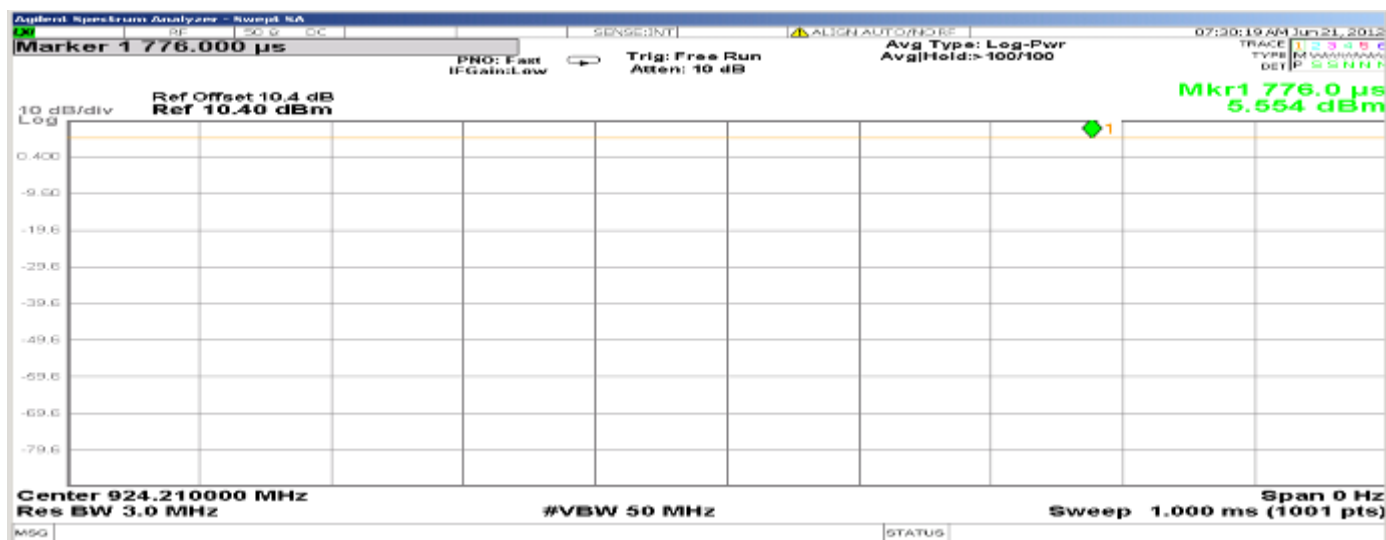 Agilent Spectrum Analyzer - Swept SA
LXI RF 50 Ω DC SENSE:INT ALIGN AUTO/NO RF 07:30:19 AM Jun 21, 2012
Marker 1 776.000 µs
PNO: Fast
IFGain:Low
Trig: Free Run
Atten: 10 dB
Avg Type: Log-Pwr
Avg|Hold:>100/100
TRACE 1 2 3 4 5 6
TYPE M
DET P S S N N N
Mkr1 776.0 µs
5.554 dBm
Ref Offset 10.4 dB
10 dB/div Ref 10.40 dBm
Log
1
0.400
-9.60
-19.6
-29.6
-39.6
-49.6
-59.6
-69.6
-79.6
Center 924.210000 MHz Span 0 Hz
Res BW 3.0 MHz #VBW 50 MHz Sweep 1.000 ms (1001 pts)
MSG STATUS